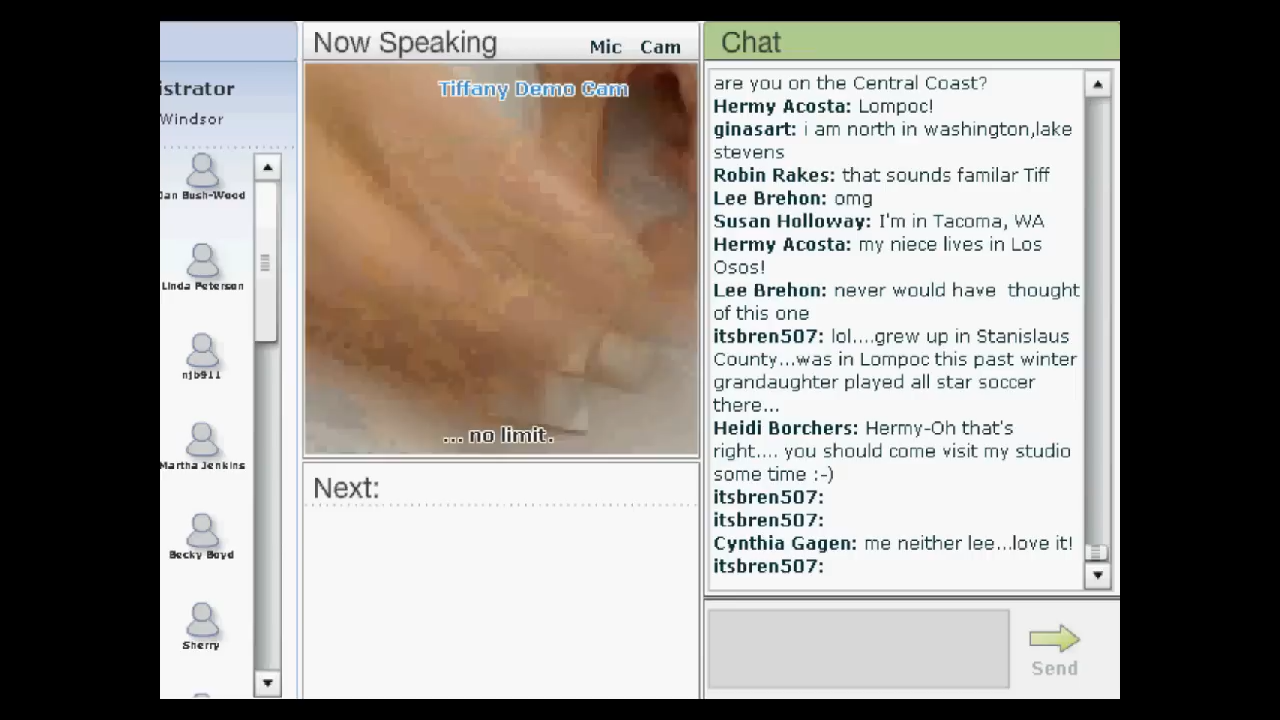 istrator
Windsor
Jan Bush-Wood
Linda Peterson
njb911
Martha Jenkins
Becky Boyd
Sherry
Now Speaking Mic Cam
Tiffany Demo Cam
... no limit.
Next:
Chat
are you on the Central Coast?
Hermy Acosta: Lompoc!
ginasart: i am north in washington,lake
stevens
Robin Rakes: that sounds familar Tiff
Lee Brehon: omg
Susan Holloway: I'm in Tacoma, WA
Hermy Acosta: my niece lives in Los
Osos!
Lee Brehon: never would have  thought
of this one
itsbren507: lol....grew up in Stanislaus
County...was in Lompoc this past winter
grandaughter played all star soccer
there...
Heidi Borchers: Hermy-Oh that's
right.... you should come visit my studio
some time :-)
itsbren507:
itsbren507:
Cynthia Gagen: me neither lee...love it!
itsbren507:
Send